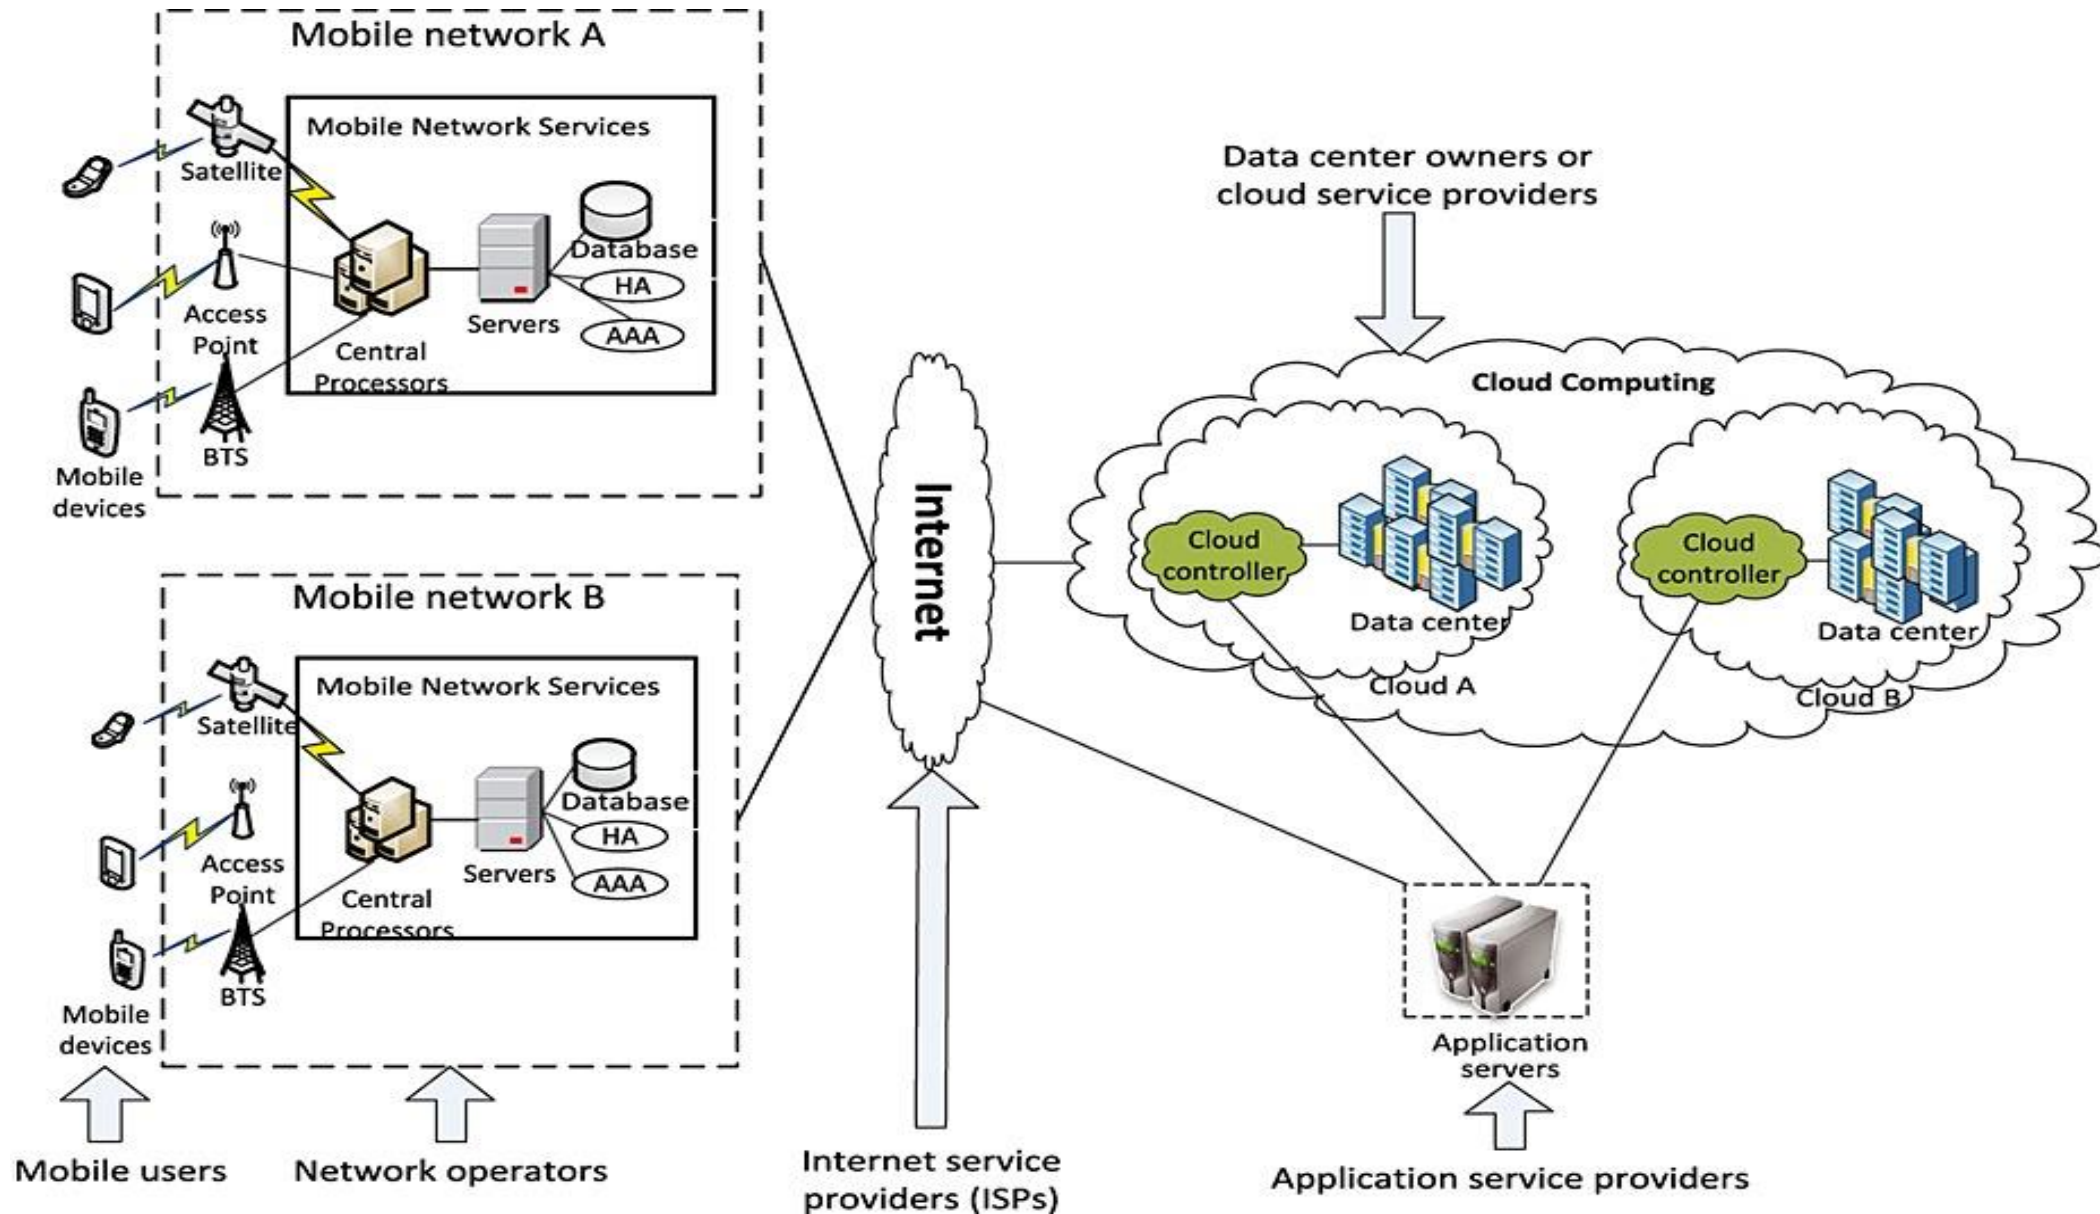 Mobile network A
Mobile Network Services
Satellite
Database
HA
Access
Point
Servers
AAA
Central
Processors
BTS
Mobile
devices
Mobile network B
Mobile Network Services
Satellite
Database
HA
Access
Point
Servers
AAA
Central
Processors
BTS
Mobile
devices
Mobile users
Network operators
Internet
Internet service
providers (ISPs)
Data center owners or
cloud service providers
Cloud Computing
Cloud
controller
Data center
Cloud A
Cloud
controller
Data center
Cloud B
Application
servers
Application service providers